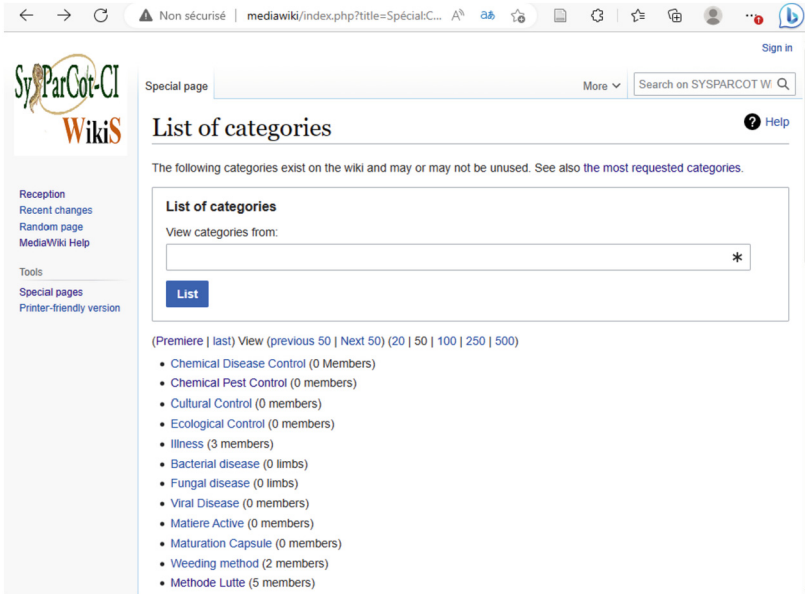 Non sécurisé | mediawiki/index.php?title=Spécial:C...
Sign in
SysParCot-CI
WikiS
Special page
More
Search on SYSPARCOT WI
List of categories
Help
The following categories exist on the wiki and may or may not be unused. See also the most requested categories.
Reception
Recent changes
Random page
MediaWiki Help
Tools
Special pages
Printer-friendly version
List of categories
View categories from:
List
(Premiere | last) View (previous 50 | Next 50) (20 | 50 | 100 | 250 | 500)
• Chemical Disease Control (0 Members)
• Chemical Pest Control (0 members)
• Cultural Control (0 members)
• Ecological Control (0 members)
• Illness (3 members)
• Bacterial disease (0 limbs)
• Fungal disease (0 limbs)
• Viral Disease (0 members)
• Matiere Active (0 members)
• Maturation Capsule (0 members)
• Weeding method (2 members)
• Methode Lutte (5 members)